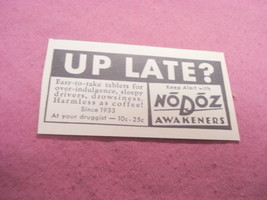 UP LATE?
Easy-to-take tablets for
over-indulgence, sleepy
drivers, drowsiness.
Harmless as coffee!
Since 1933
At your druggist — 10c - 25c
Keep Alert with
NōDōz
AWAKENERS